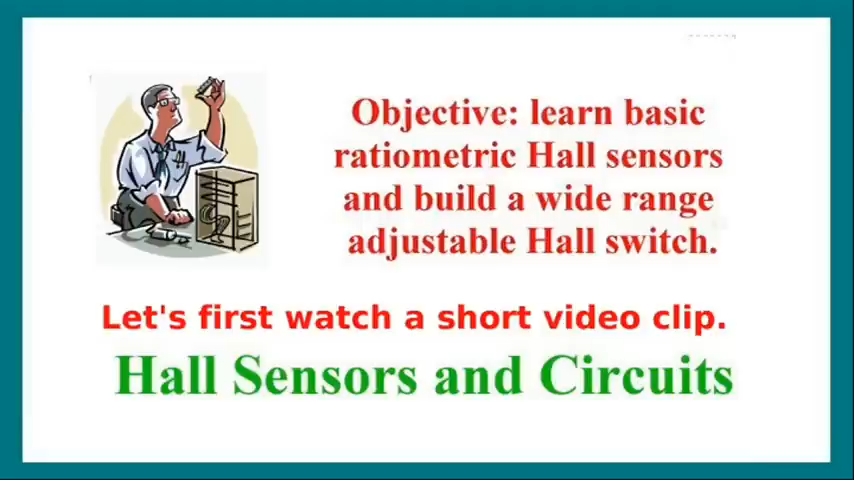 Objective: learn basic
ratiometric Hall sensors
and build a wide range
adjustable Hall switch.
Let's first watch a short video clip.
Hall Sensors and Circuits